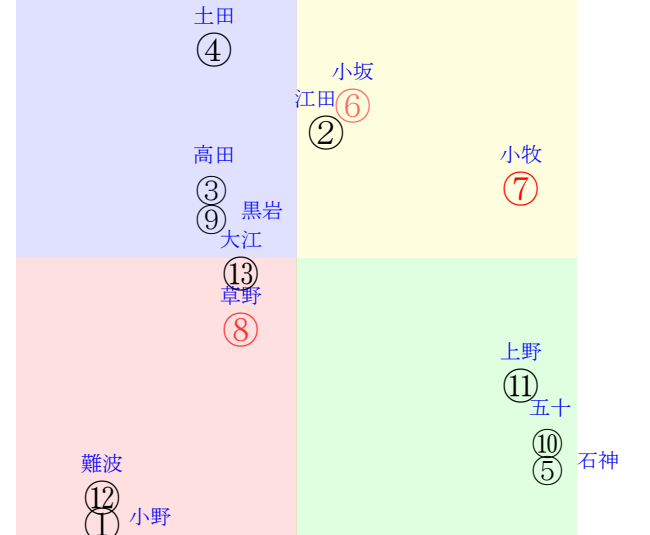 土田
④
小坂
江田
⑥
②
高田
小牧
③
⑦
⑨
黒岩
大江
⑬
草野
⑧
上野
⑪
五十
⑩
石神
⑤
難波
⑫
①
小野